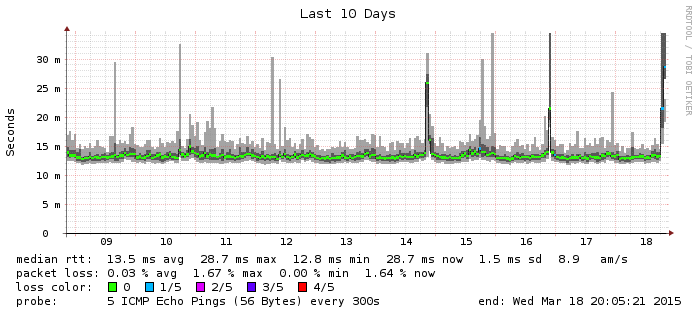 Last 10 Days
RRDTOOL / TOBI OETIKER
Seconds
30 m
25 m
20 m
15 m
10 m
5 m
0
09 10 11 12 13 14 15 16 17 18
median rtt: 13.5 ms avg 28.7 ms max 12.8 ms min 28.7 ms now 1.5 ms sd 8.9 am/s
packet loss: 0.03 % avg 1.67 % max 0.00 % min 1.64 % now
loss color: 0 1/5 2/5 3/5 4/5
probe: 5 ICMP Echo Pings (56 Bytes) every 300s end: Wed Mar 18 20:05:21 2015